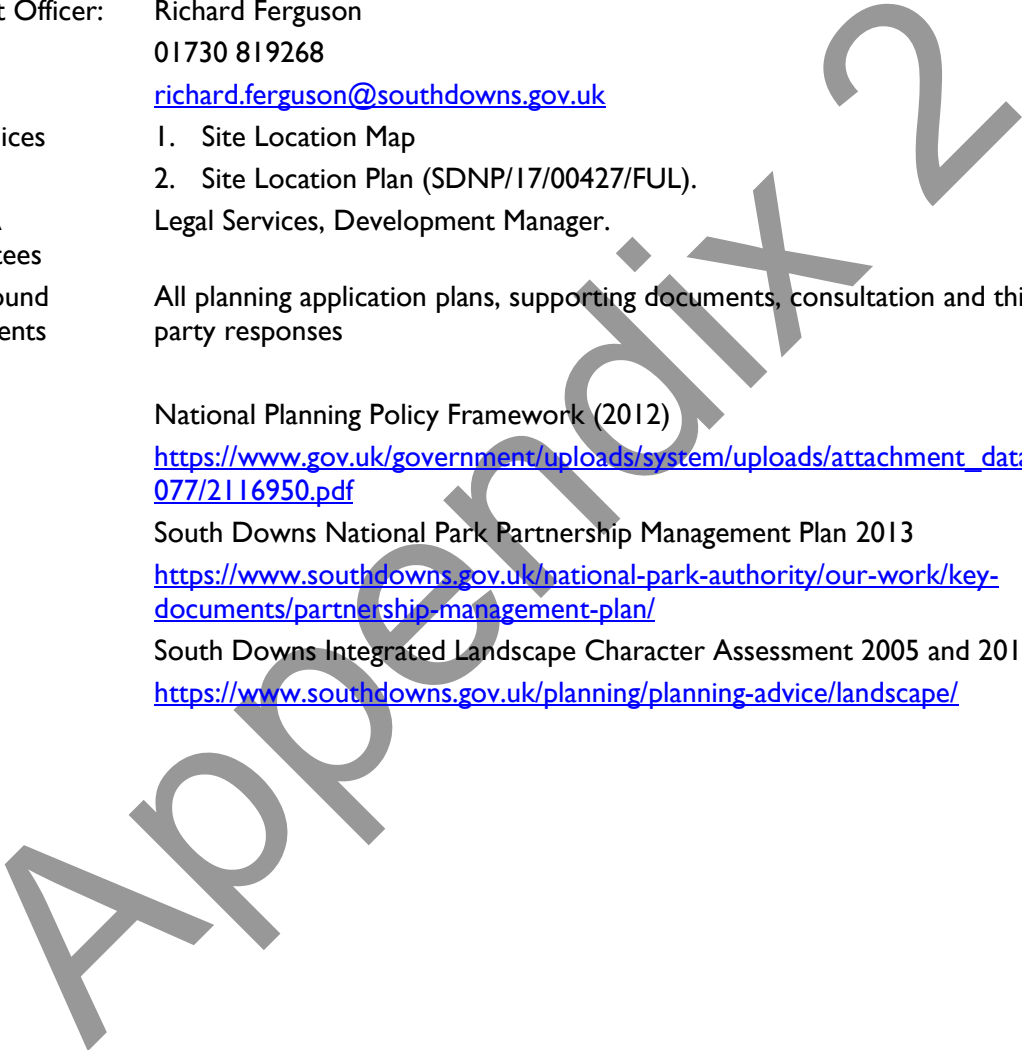 t Officer: Richard Ferguson
01730 819268
richard.ferguson@southdowns.gov.uk
ices 1. Site Location Map
2. Site Location Plan (SDNP/17/00427/FUL).
Legal Services, Development Manager.
tees
ound All planning application plans, supporting documents, consultation and thi
ents party responses
National Planning Policy Framework (2012)
https://www.gov.uk/government/uploads/system/uploads/attachment_data
077/2116950.pdf
South Downs National Park Partnership Management Plan 2013
https://www.southdowns.gov.uk/national-park-authority/our-work/key-
documents/partnership-management-plan/
South Downs Integrated Landscape Character Assessment 2005 and 201
https://www.southdowns.gov.uk/planning/planning-advice/landscape/
Appendix 2